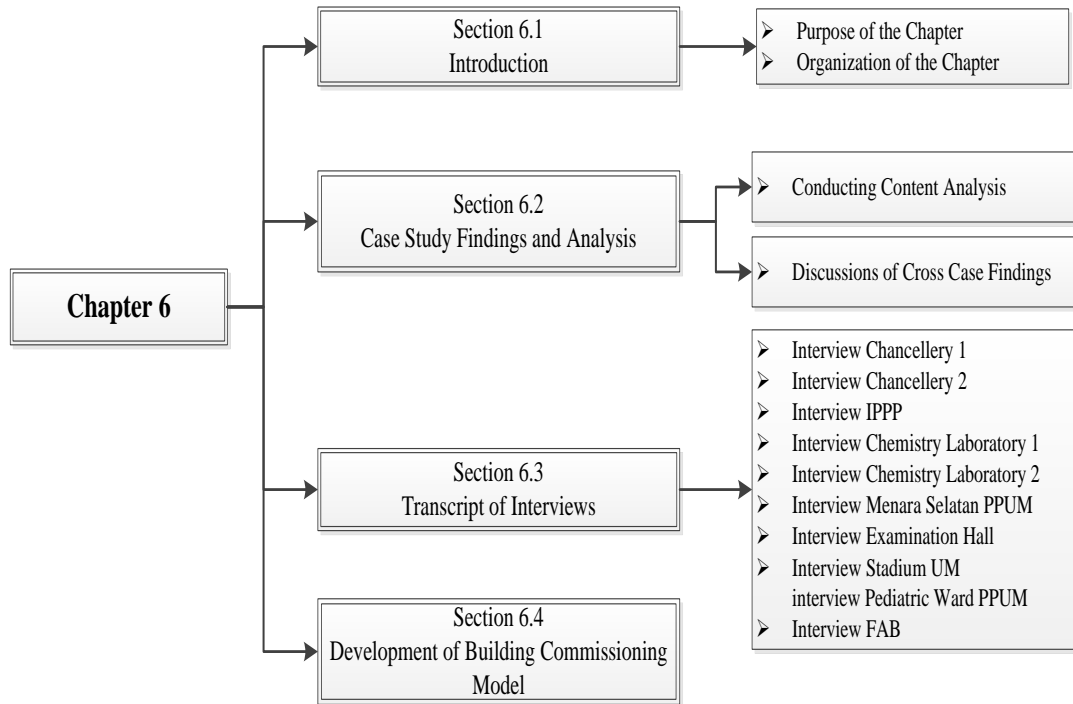 Chapter 6
Section 6.1
Introduction
➢ Purpose of the Chapter
➢ Organization of the Chapter
Section 6.2
Case Study Findings and Analysis
➢ Conducting Content Analysis
➢ Discussions of Cross Case Findings
Section 6.3
Transcript of Interviews
➢ Interview Chancellery 1
➢ Interview Chancellery 2
➢ Interview IPPP
➢ Interview Chemistry Laboratory 1
➢ Interview Chemistry Laboratory 2
➢ Interview Menara Selatan PPUM
➢ Interview Examination Hall
➢ Interview Stadium UM
interview Pediatric Ward PPUM
➢ Interview FAB
Section 6.4
Development of Building Commissioning
Model